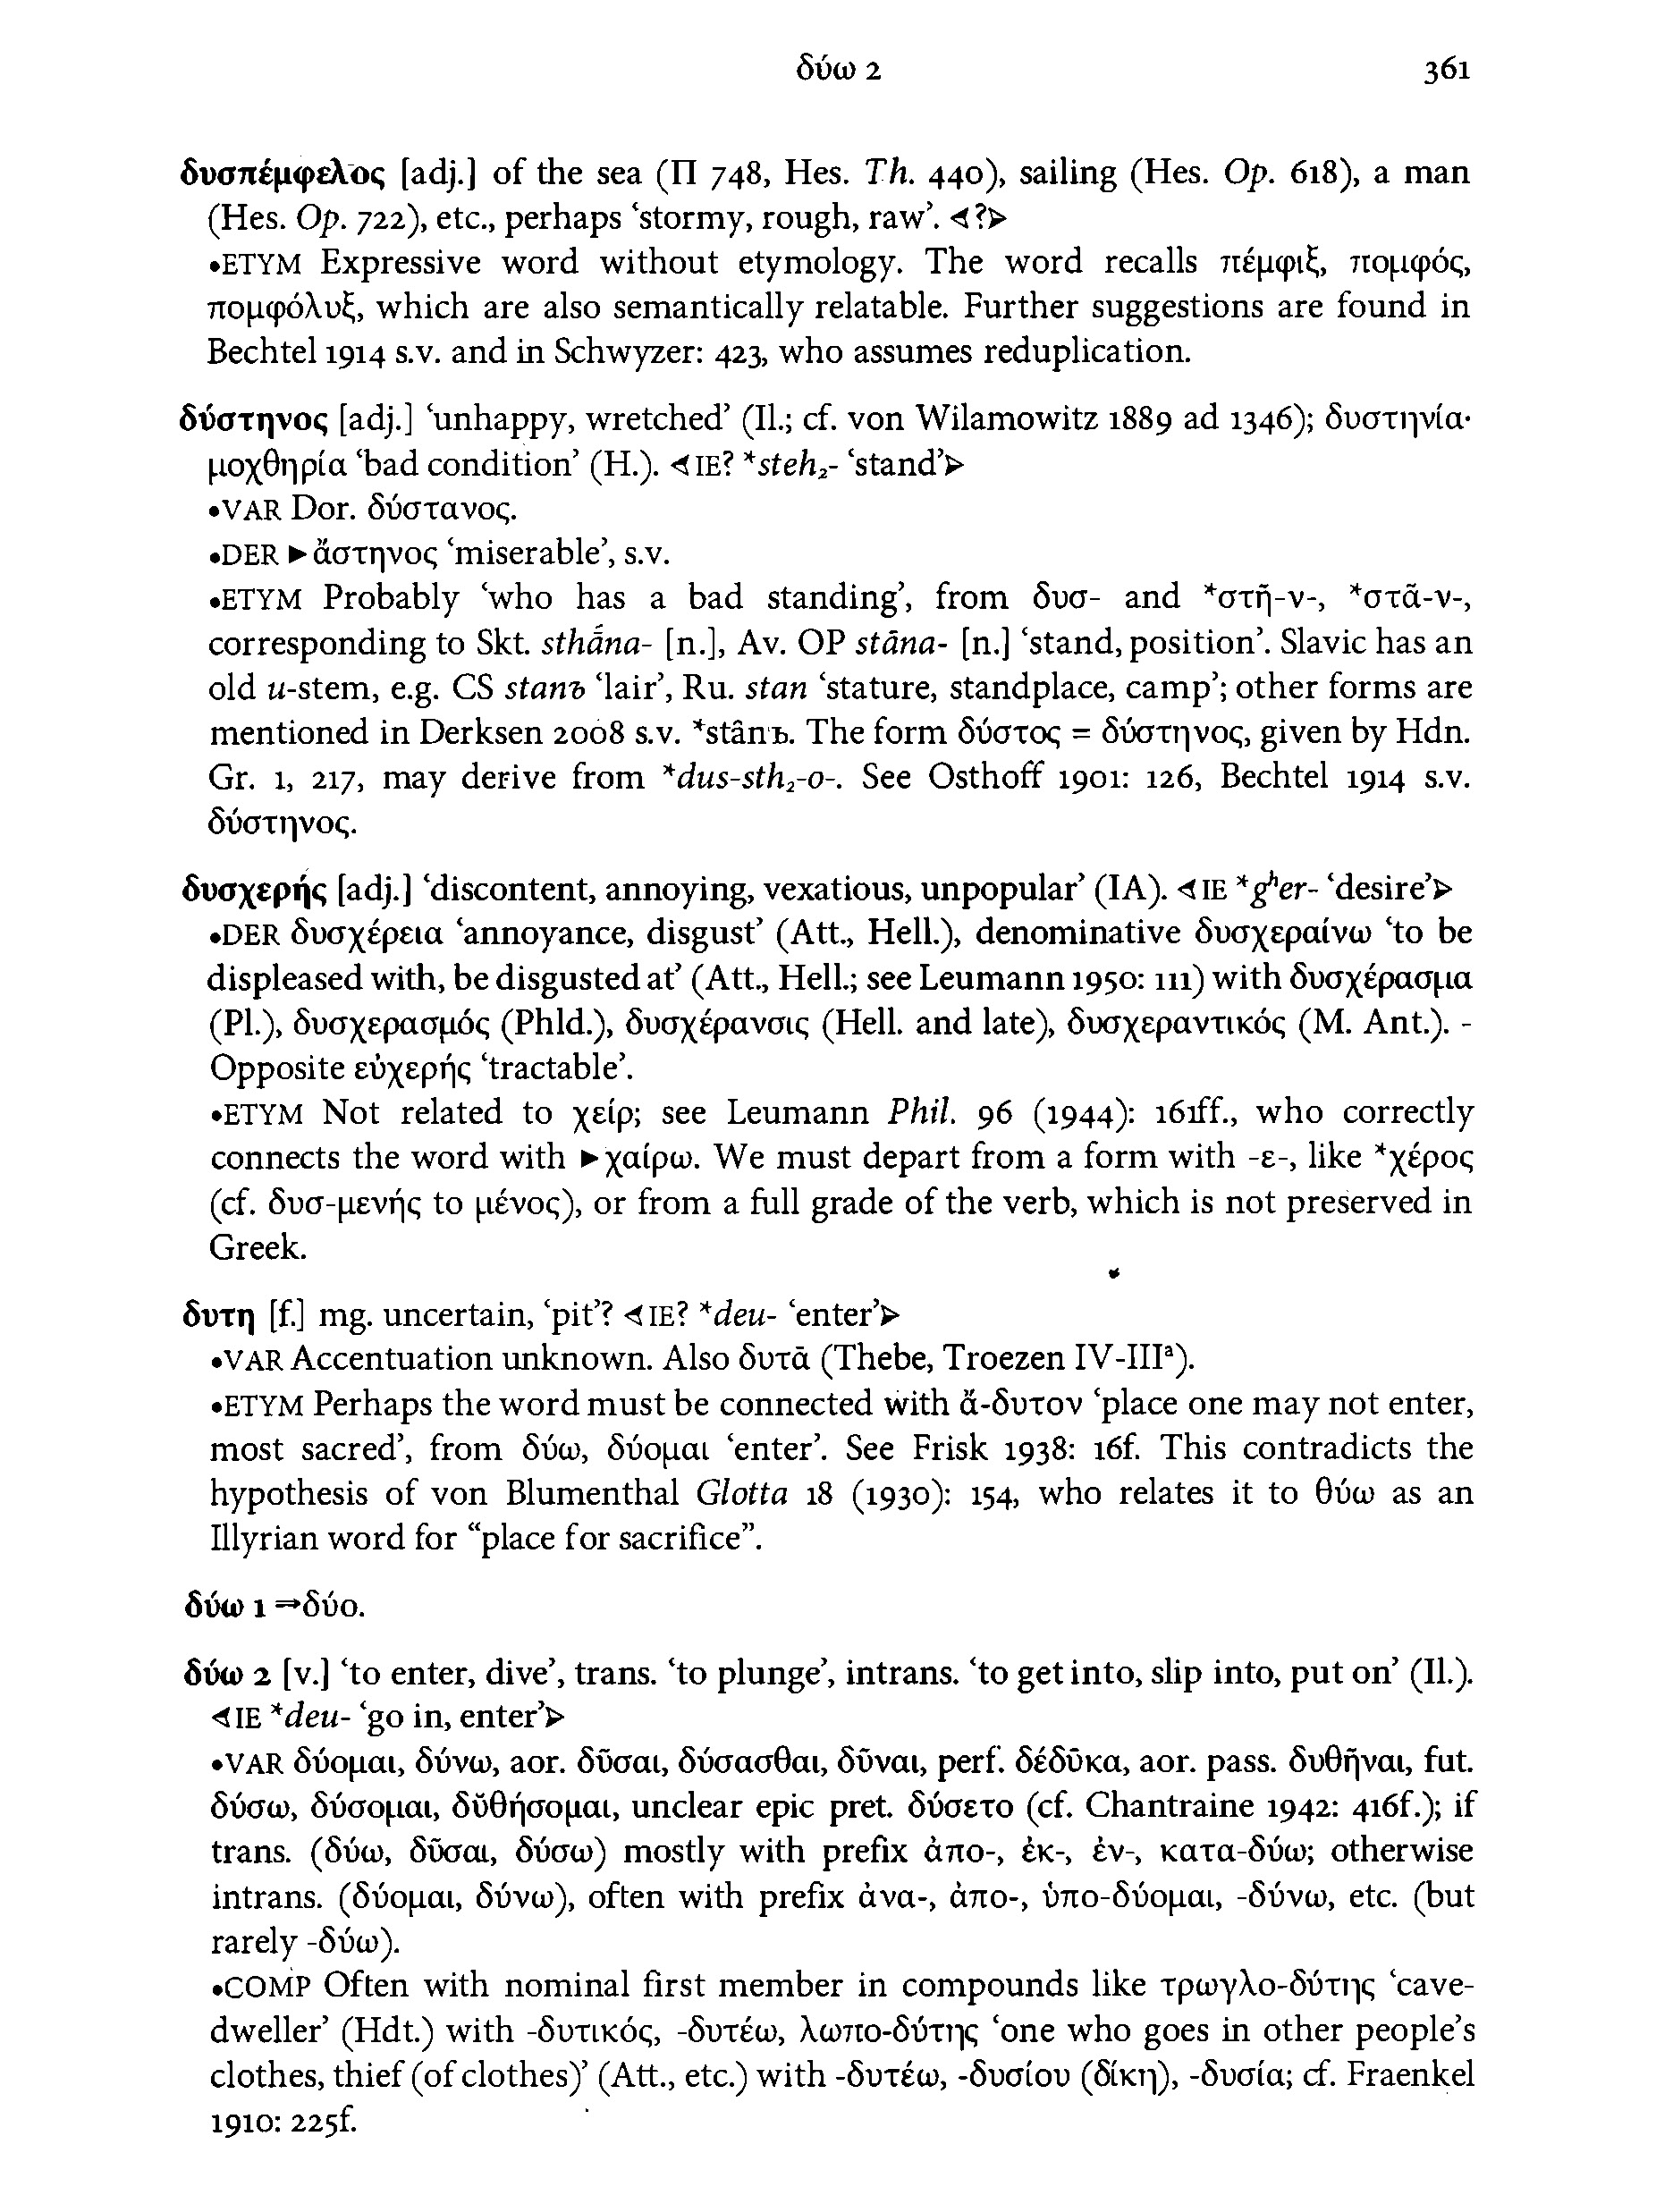 δύω 2 361
δυσπέμφελος [adj.] of the sea (Π 748, Hes. Th. 440), sailing (Hes. Op. 618), a man
(Hes. Op. 722), etc., perhaps ‘stormy, rough, raw’. ⊲?⊳
•ETYM Expressive word without etymology. The word recalls πέμφιξ, πομφός,
πομφόλυξ, which are also semantically relatable. Further suggestions are found in
Bechtel 1914 s.v. and in Schwyzer: 423, who assumes reduplication.
δύστηνος [adj.] ‘unhappy, wretched’ (Il.; cf. von Wilamowitz 1889 ad 1346); δυστηνία·
μοχθηρία ‘bad condition’ (H.). ⊲IE? *steh₂- ‘stand’⊳
•VAR Dor. δύστανος.
•DER ►ἄστηνος ‘miserable’, s.v.
•ETYM Probably ‘who has a bad standing’, from δυσ- and *στῆ-ν-, *στᾶ-ν-,
corresponding to Skt. sthā́na- [n.], Av. OP stāna- [n.] ‘stand, position’. Slavic has an
old u-stem, e.g. CS stanъ ‘lair’, Ru. stan ‘stature, standplace, camp’; other forms are
mentioned in Derksen 2008 s.v. *stânъ. The form δύστος = δύστηνος, given by Hdn.
Gr. 1, 217, may derive from *dus-sth₂-o-. See Osthoff 1901: 126, Bechtel 1914 s.v.
δύστηνος.
δυσχερής [adj.] ‘discontent, annoying, vexatious, unpopular’ (IA). ⊲IE *gʰer- ‘desire’⊳
•DER δυσχέρεια ‘annoyance, disgust’ (Att., Hell.), denominative δυσχεραίνω ‘to be
displeased with, be disgusted at’ (Att., Hell.; see Leumann 1950: 111) with δυσχέρασμα
(Pl.), δυσχερασμός (Phld.), δυσχέρανσις (Hell. and late), δυσχεραντικός (M. Ant.). -
Opposite εὐχερής ‘tractable’.
•ETYM Not related to χείρ; see Leumann Phil. 96 (1944): 161ff., who correctly
connects the word with ►χαίρω. We must depart from a form with -ε-, like *χέρος
(cf. δυσ-μενής to μένος), or from a full grade of the verb, which is not preserved in
Greek.
δυτη [f.] mg. uncertain, ‘pit’? ⊲IE? *deu- ‘enter’⊳
•VAR Accentuation unknown. Also δυτᾱ (Thebe, Troezen IV-IIIᵃ).
•ETYM Perhaps the word must be connected with ἄ-δυτον ‘place one may not enter,
most sacred’, from δύω, δύομαι ‘enter’. See Frisk 1938: 16f. This contradicts the
hypothesis of von Blumenthal Glotta 18 (1930): 154, who relates it to θύω as an
Illyrian word for “place for sacrifice”.
δύω 1 ⇒δύο.
δύω 2 [v.] ‘to enter, dive’, trans. ‘to plunge’, intrans. ‘to get into, slip into, put on’ (Il.).
⊲IE *deu- ‘go in, enter’⊳
•VAR δύομαι, δύνω, aor. δῦσαι, δύσασθαι, δῦναι, perf. δέδῡκα, aor. pass. δυθῆναι, fut.
δύσω, δύσομαι, δῠθήσομαι, unclear epic pret. δύσετο (cf. Chantraine 1942: 416f.); if
trans. (δύω, δῦσαι, δύσω) mostly with prefix ἀπο-, ἐκ-, ἐν-, κατα-δύω; otherwise
intrans. (δύομαι, δύνω), often with prefix ἀνα-, ἀπο-, ὑπο-δύομαι, -δύνω, etc. (but
rarely -δύω).
•COMP Often with nominal first member in compounds like τρωγλο-δύτης ‘cave-
dweller’ (Hdt.) with -δυτικός, -δυτέω, λωπο-δύτης ‘one who goes in other people’s
clothes, thief (of clothes)’ (Att., etc.) with -δυτέω, -δυσίου (δίκη), -δυσία; cf. Fraenkel
1910: 225f.